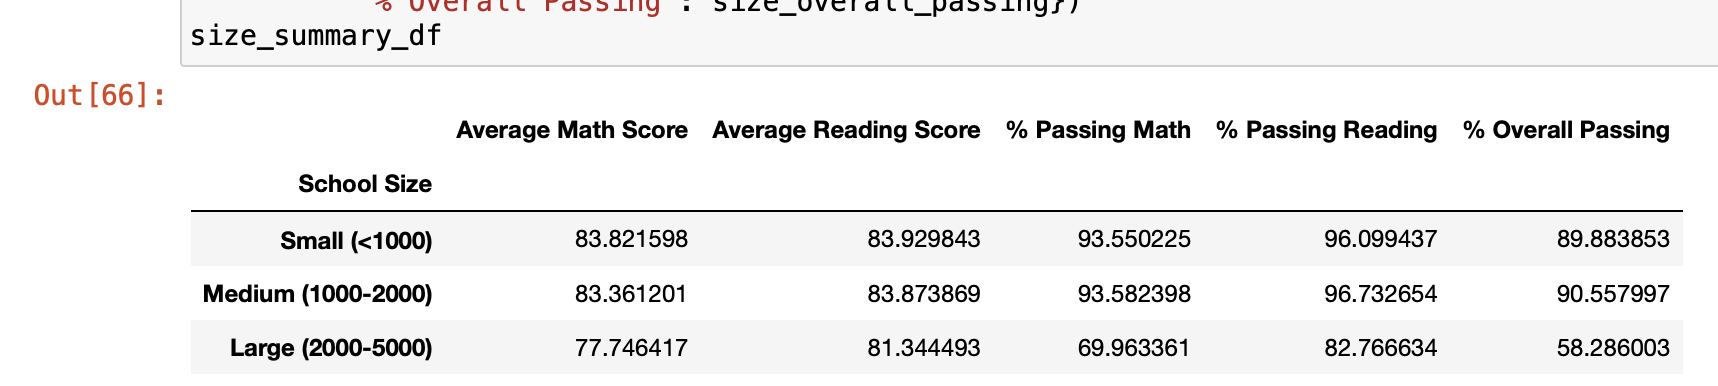 % Overall Passing : size_overall_passing})
size_summary_df
Out[66]:
Average Math Score Average Reading Score % Passing Math % Passing Reading % Overall Passing
School Size
Small (<1000) 83.821598 83.929843 93.550225 96.099437 89.883853
Medium (1000-2000) 83.361201 83.873869 93.582398 96.732654 90.557997
Large (2000-5000) 77.746417 81.344493 69.963361 82.766634 58.286003